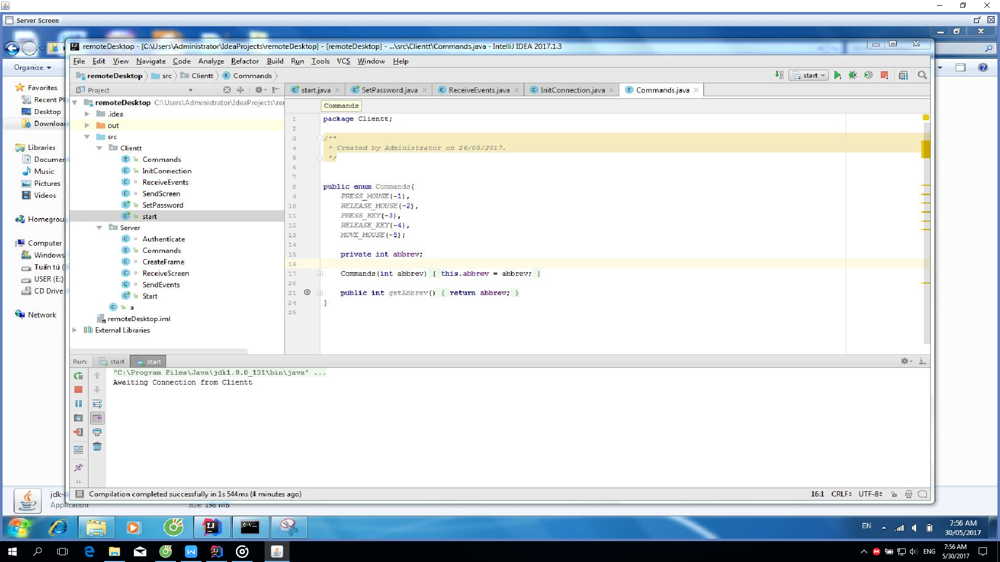 Server Screen
remoteDesktop - [C:\Users\Administrator\IdeaProjects\remoteDesktop] - [remoteDesktop] - ...\src\Clientt\Commands.java - IntelliJ IDEA 2017.1.3
File Edit View Navigate Code Analyze Refactor Build Run Tools VCS Window Help
Organize
remoteDesktop src Clientt Commands
start
Project
start.java SetPassword.java ReceiveEvents.java InitConnection.java Commands.java
Favorites
Recent Pl
Desktop
Downloa
Libraries
Documen
Music
Pictures
Videos
Homegrou
Computer
Windows
Tuấn tú (
USER (E:)
CD Drive
Network
remoteDesktop C:\Users\Administrator\IdeaProjects\rer
.idea
out
src
Clientt
Commands
InitConnection
ReceiveEvents
SendScreen
SetPassword
start
Server
Authenticate
Commands
CreateFrame
ReceiveScreen
SendEvents
Start
a
remoteDesktop.iml
External Libraries
Commands
1 package Clientt;
2
3 /**
4 * Created by Administrator on 26/05/2017.
5 */
6
7
8 public enum Commands{
9 PRESS_MOUSE(-1),
10 RELEASE_MOUSE(-2),
11 PRESS_KEY(-3),
12 RELEASE_KEY(-4),
13 MOVE_MOUSE(-5);
14
15 private int abbrev;
16
17 Commands(int abbrev) { this.abbrev = abbrev; }
20
21 @ public int getAbbrev() { return abbrev; }
24 }
25
Run: start start
"C:\Program Files\Java\jdk1.8.0_131\bin\java" ...
Awaiting Connection from Clientt
Compilation completed successfully in 1s 544ms (4 minutes ago)
16:1 CRLF UTF-8
jdk-
Application
Size: 198 MB
EN
7:56 AM
30/05/2017
ENG
7:56 AM
5/30/2017